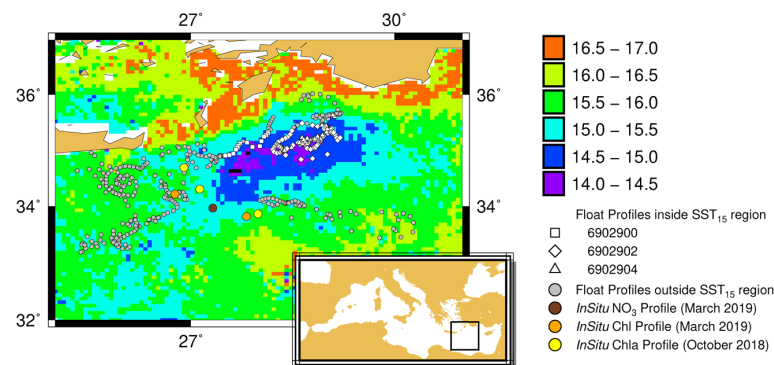 27° 30°
36° 36°
34° 34°
32°
27°
16.5 – 17.0
16.0 – 16.5
15.5 – 16.0
15.0 – 15.5
14.5 – 15.0
14.0 – 14.5
Float Profiles inside SST15 region
6902900
6902902
6902904
Float Profiles outside SST15 region
InSitu NO3 Profile (March 2019)
InSitu Chl Profile (March 2019)
InSitu Chla Profile (October 2018)